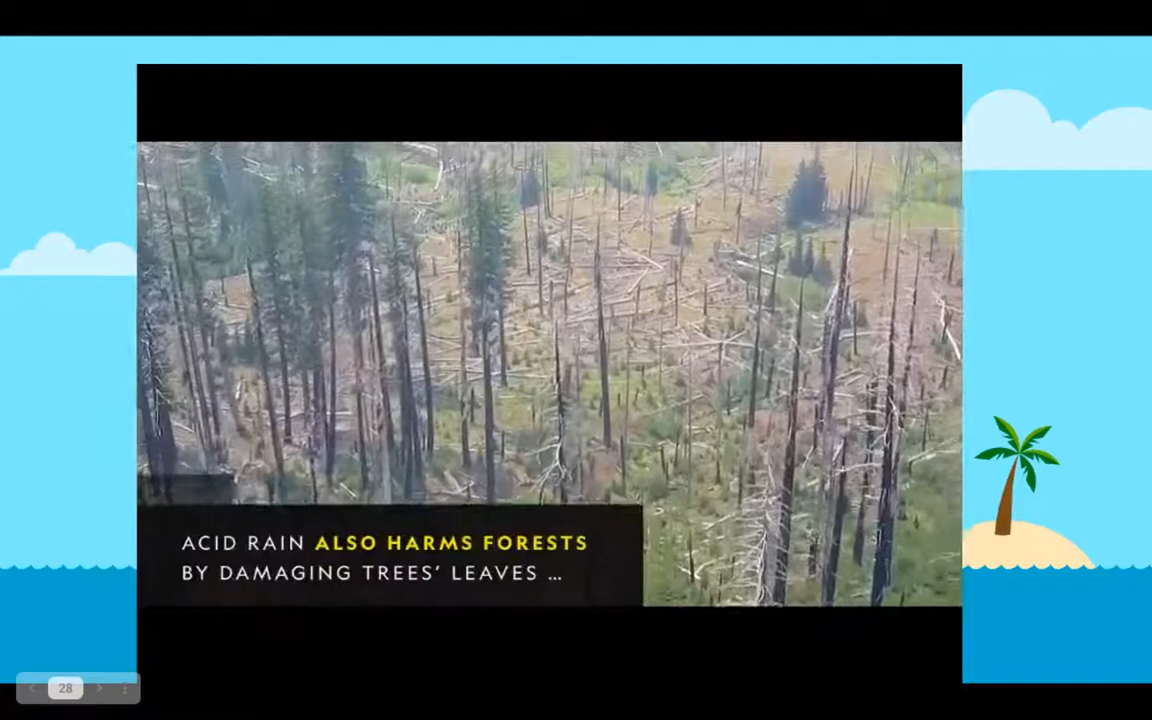 ACID RAIN ALSO HARMS FORESTS
BY DAMAGING TREES’ LEAVES ...
28